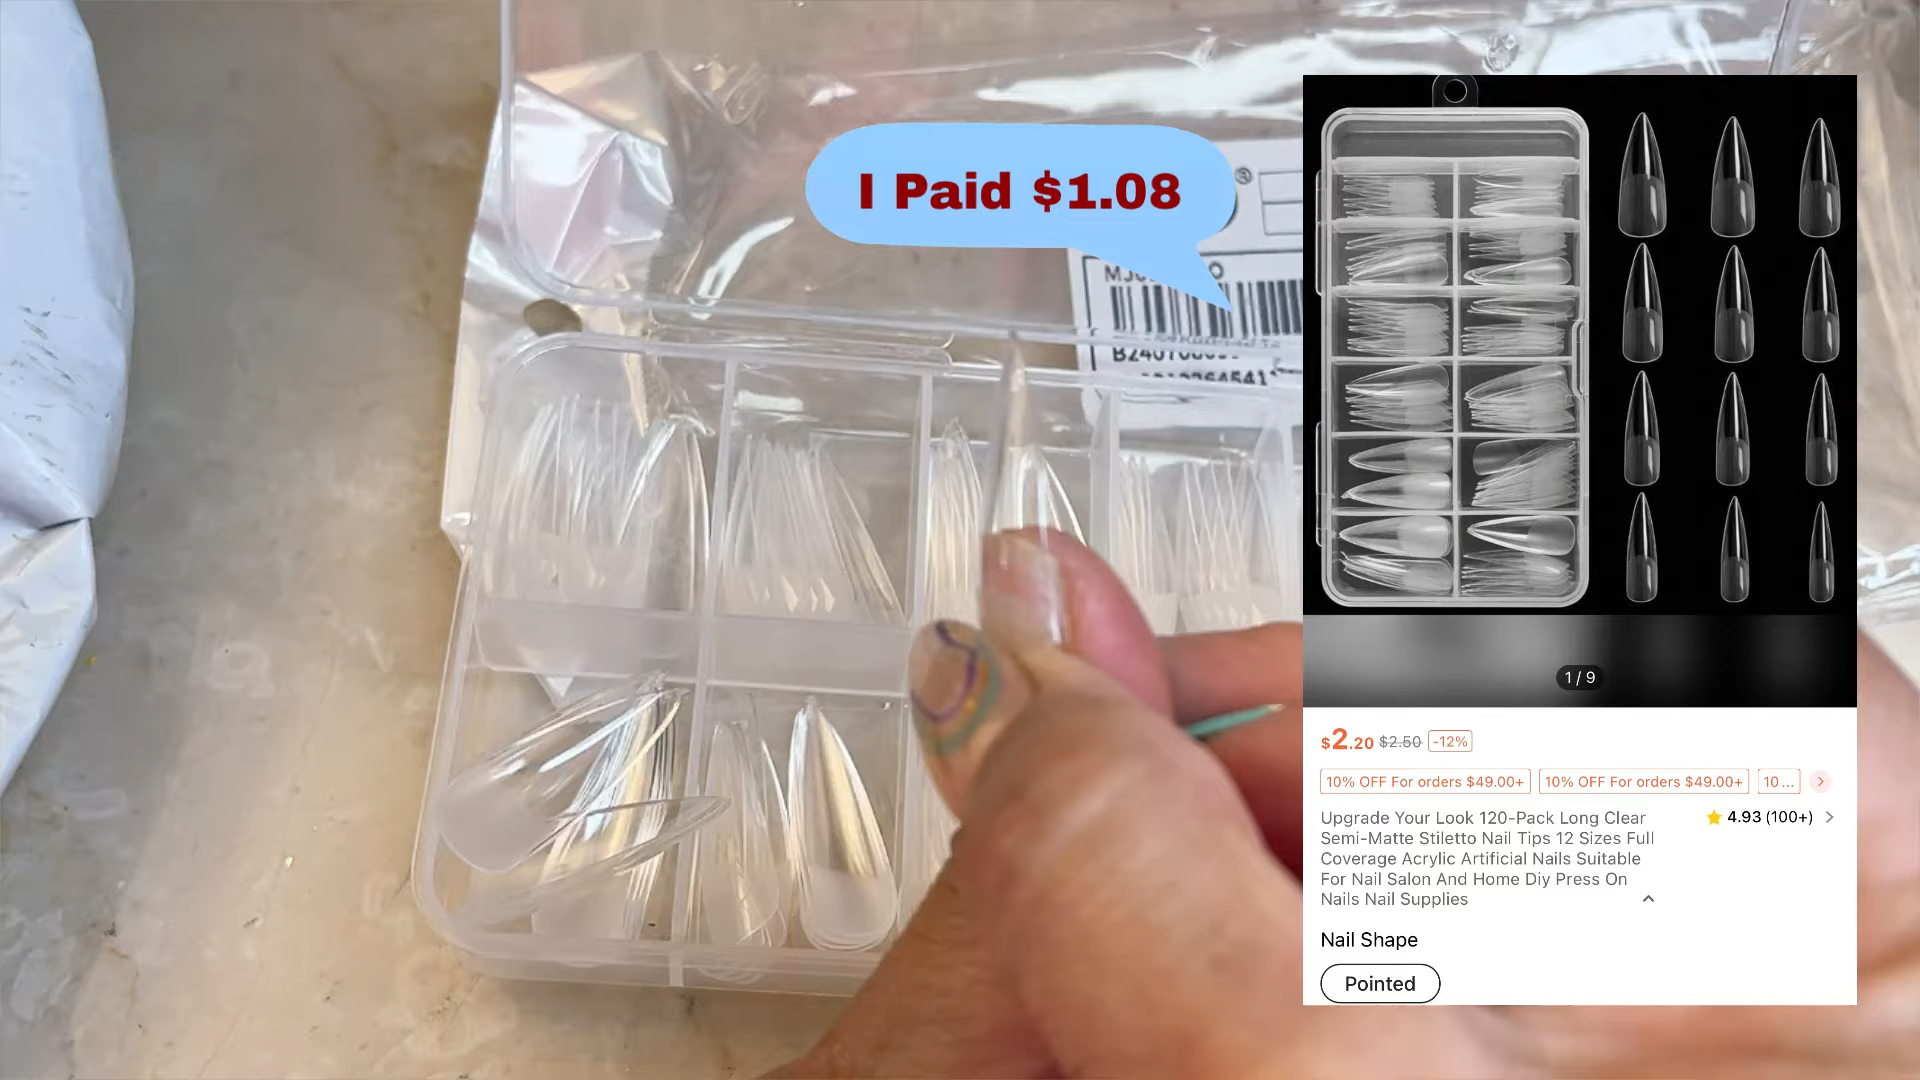 I Paid $1.08
®
1 / 9
$2.20 $2.50 -12%
10% OFF For orders $49.00+ 10% OFF For orders $49.00+ 10 ...
Upgrade Your Look 120-Pack Long Clear
Semi-Matte Stiletto Nail Tips 12 Sizes Full
Coverage Acrylic Artificial Nails Suitable
For Nail Salon And Home Diy Press On
Nails Nail Supplies
4.93 (100+)
Nail Shape
Pointed